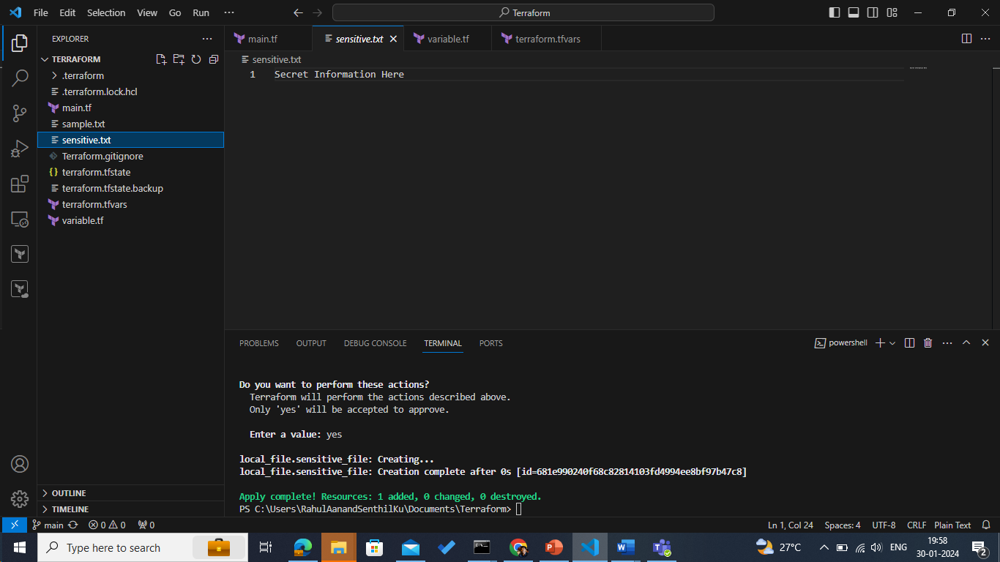 File Edit Selection View Go Run ···
Terraform
EXPLORER
TERRAFORM
.terraform
.terraform.lock.hcl
main.tf
sample.txt
sensitive.txt
Terraform.gitignore
terraform.tfstate
terraform.tfstate.backup
terraform.tfvars
variable.tf
OUTLINE
TIMELINE
main.tf sensitive.txt variable.tf terraform.tfvars
sensitive.txt
1 Secret Information Here
PROBLEMS OUTPUT DEBUG CONSOLE TERMINAL PORTS
powershell
Do you want to perform these actions?
Terraform will perform the actions described above.
Only 'yes' will be accepted to approve.
Enter a value: yes
local_file.sensitive_file: Creating...
local_file.sensitive_file: Creation complete after 0s [id=681e990240f68c82814103fd4994ee8bf97b47c8]
Apply complete! Resources: 1 added, 0 changed, 0 destroyed.
PS C:\Users\RahulAanandSenthilKu\Documents\Terraform>
main 0 0 0 Ln 1, Col 24 Spaces: 4 UTF-8 CRLF Plain Text
Type here to search
27°C ENG
19:58
30-01-2024
2